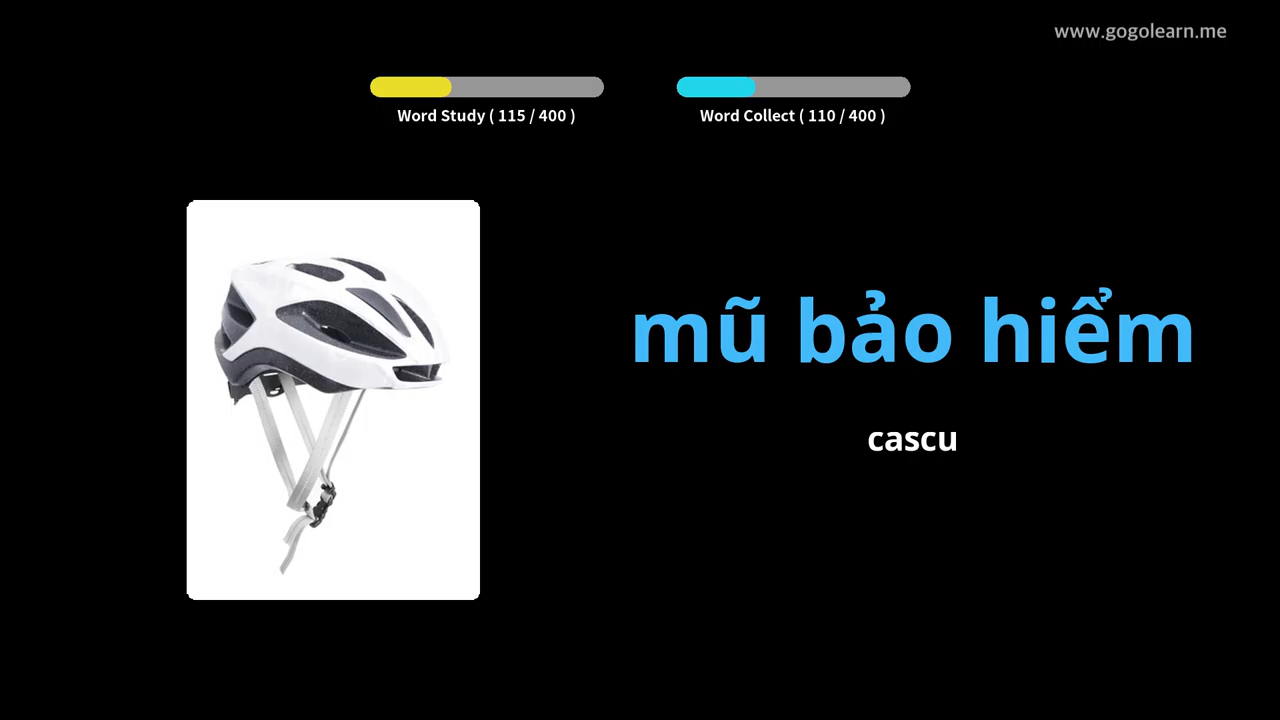 www.gogolearn.me
Word Study ( 115 / 400 )
Word Collect ( 110 / 400 )
mũ bảo hiểm
cascu